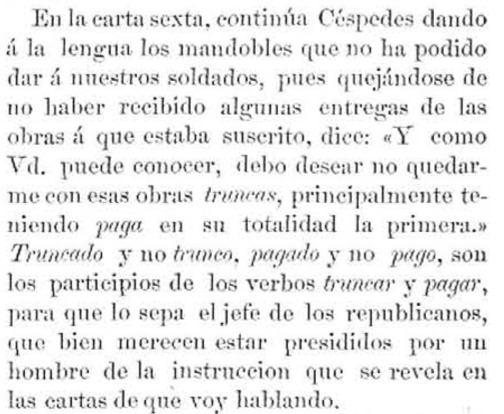 En la carta sexta, continúa Céspedes dando
á la lengua los mandobles que no ha podido
dar á nuestros soldados, pues quejándose de
no haber recibido algunas entregas de las
obras á que estaba suscrito, dice: «Y como
Vd. puede conocer, debo desear no quedar-
me con esas obras truncas, principalmente te-
niendo paga en su totalidad la primera.»
Truncado y no trunco, pagado y no pago, son
los participios de los verbos truncar y pagar,
para que lo sepa el jefe de los republicanos,
que bien merecen estar presididos por un
hombre de la instruccion que se revela en
las cartas de que voy hablando.